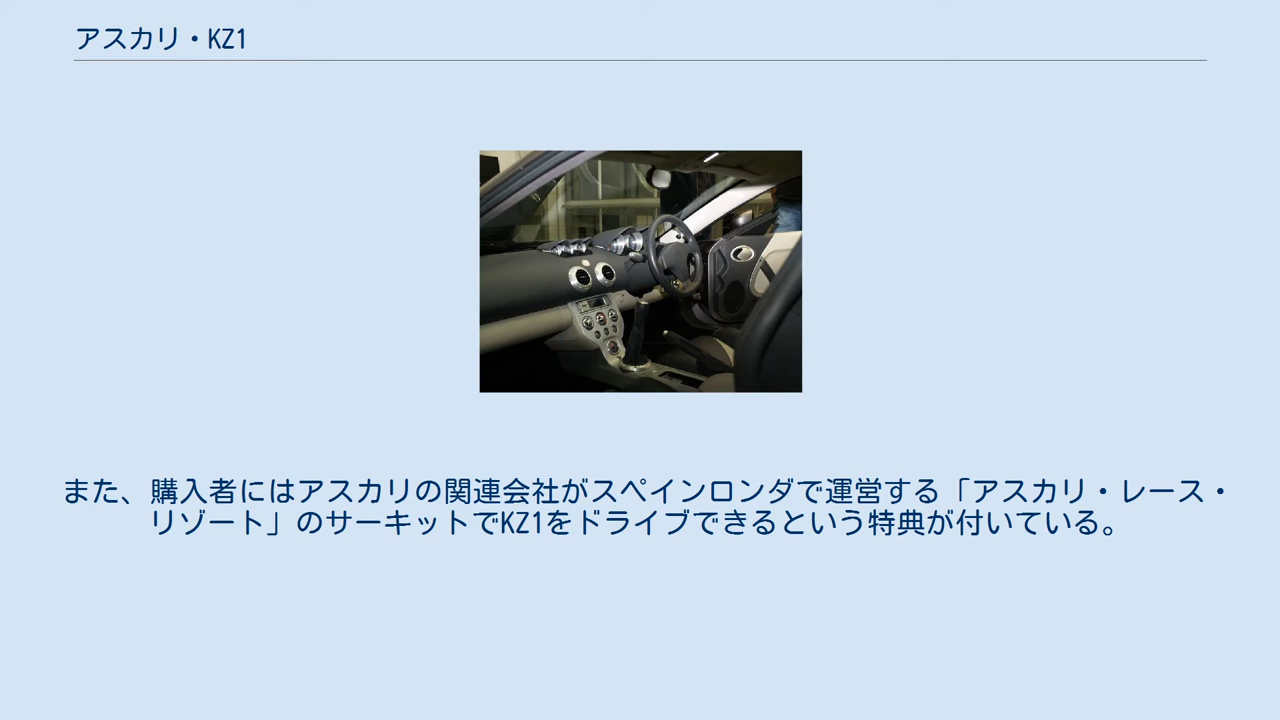 アスカリ・KZ1
また、購入者にはアスカリの関連会社がスペインロンダで運営する「アスカリ・レース・
リゾート」のサーキットでKZ1をドライブできるという特典が付いている。